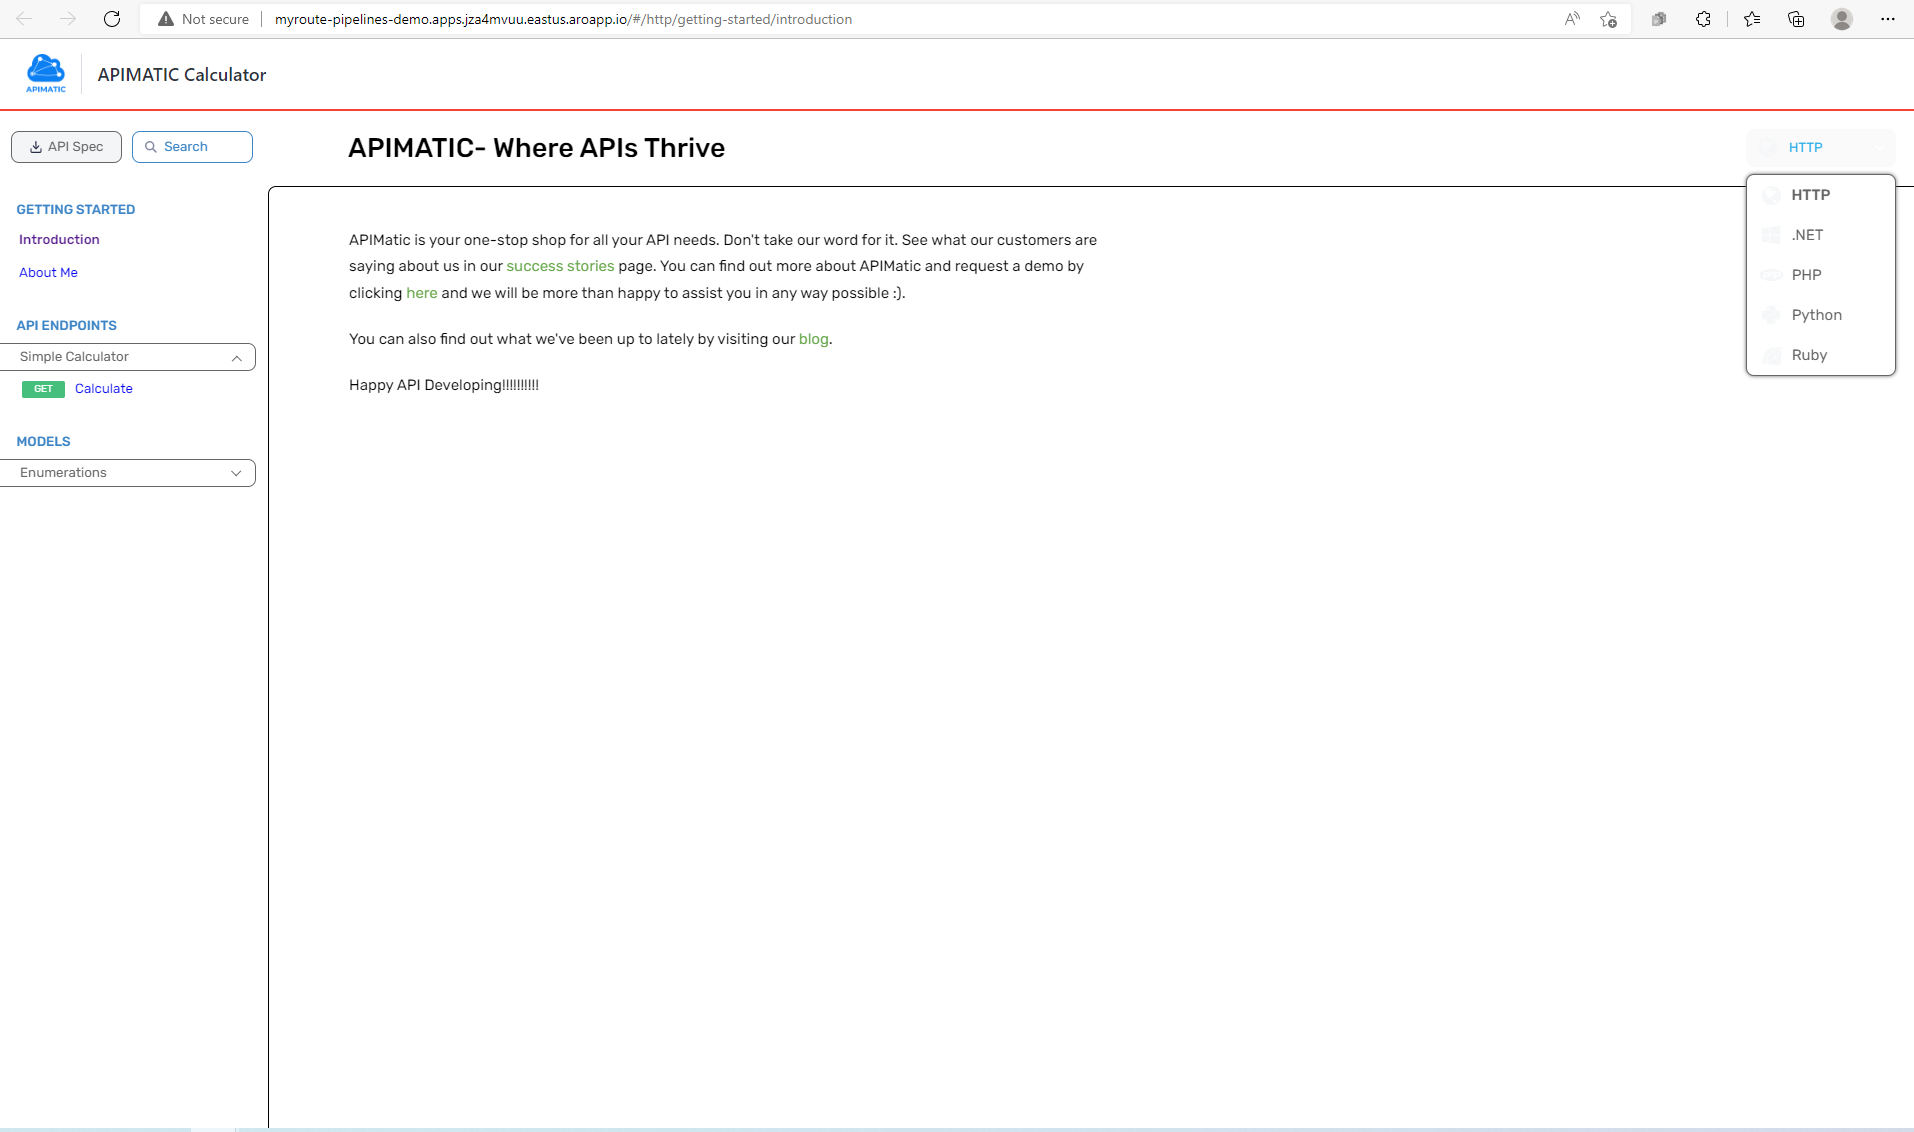 Not secure
myroute-pipelines-demo.apps.jza4mvuu.eastus.aroapp.io/#/http/getting-started/introduction
APIMATIC
APIMATIC Calculator
API Spec
Search
APIMATIC- Where APIs Thrive
HTTP
HTTP
.NET
PHP
Python
Ruby
GETTING STARTED
Introduction
About Me
API ENDPOINTS
Simple Calculator
GET Calculate
MODELS
Enumerations
APIMatic is your one-stop shop for all your API needs. Don't take our word for it. See what our customers are
saying about us in our success stories page. You can find out more about APIMatic and request a demo by
clicking here and we will be more than happy to assist you in any way possible :).
You can also find out what we've been up to lately by visiting our blog.
Happy API Developing!!!!!!!!!!